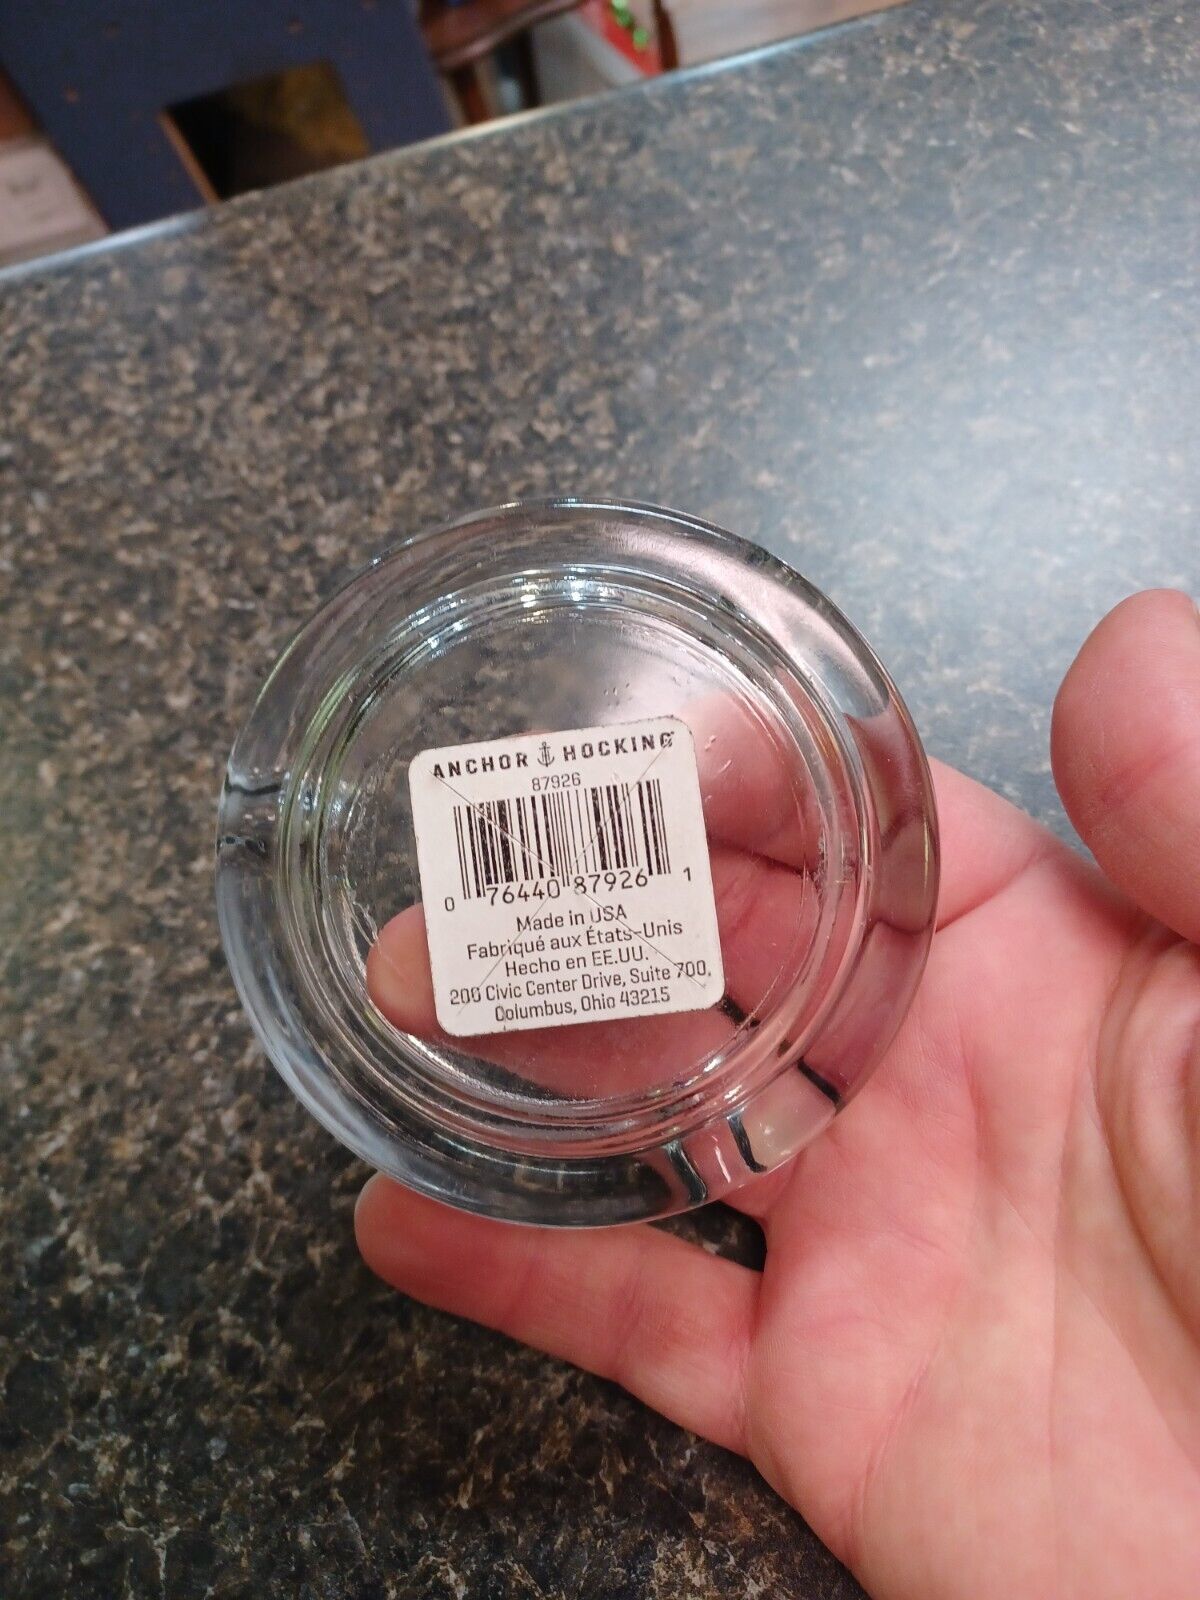 ANCHOR HOCKING
87926
0 76440 87926 1
Made in USA
Fabriqué aux États-Unis
Hecho en EE.UU.
200 Civic Center Drive, Suite 700,
Columbus, Ohio 43215